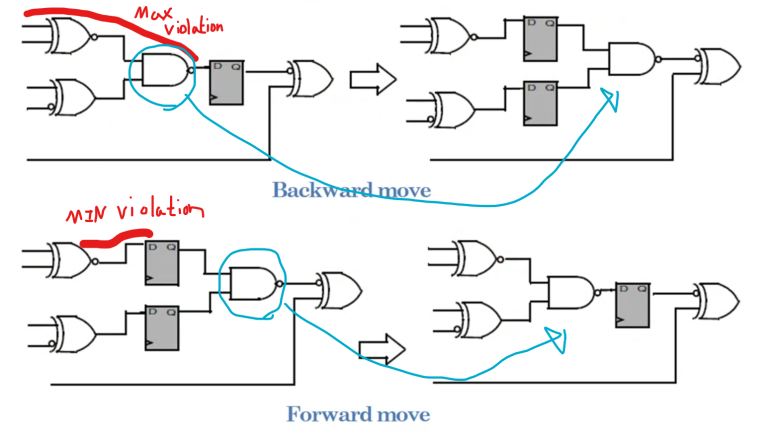 Max
violation
D Q
D Q
D Q
Backward move
MIN violation
D Q
D Q
D Q
Forward move